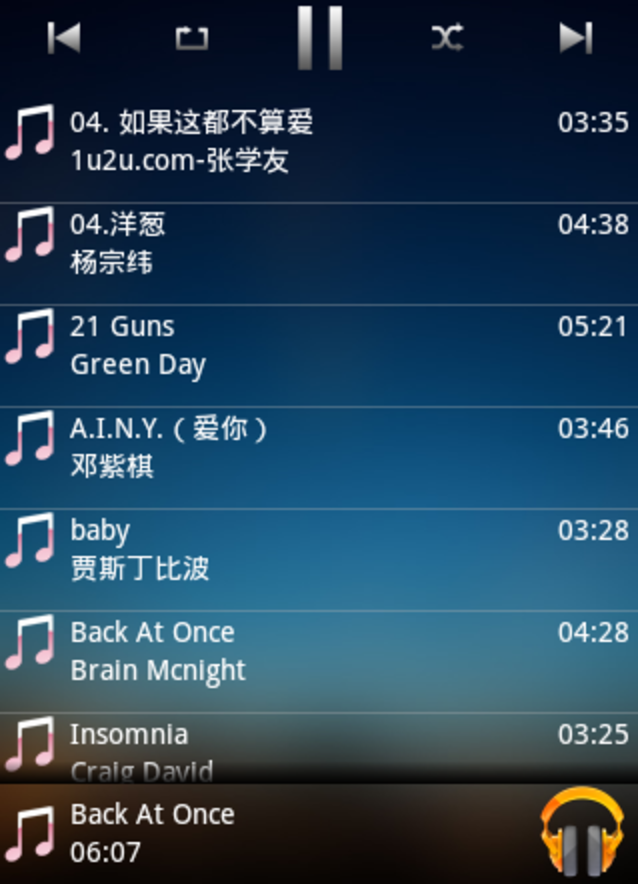 04. 如果这都不算爱
03:35
1u2u.com-张学友
04.洋葱
04:38
杨宗纬
21 Guns
05:21
Green Day
A.I.N.Y.（爱你）
03:46
邓紫棋
baby
03:28
贾斯丁比波
Back At Once
04:28
Brain Mcnight
Insomnia
03:25
Craig David
Back At Once
06:07